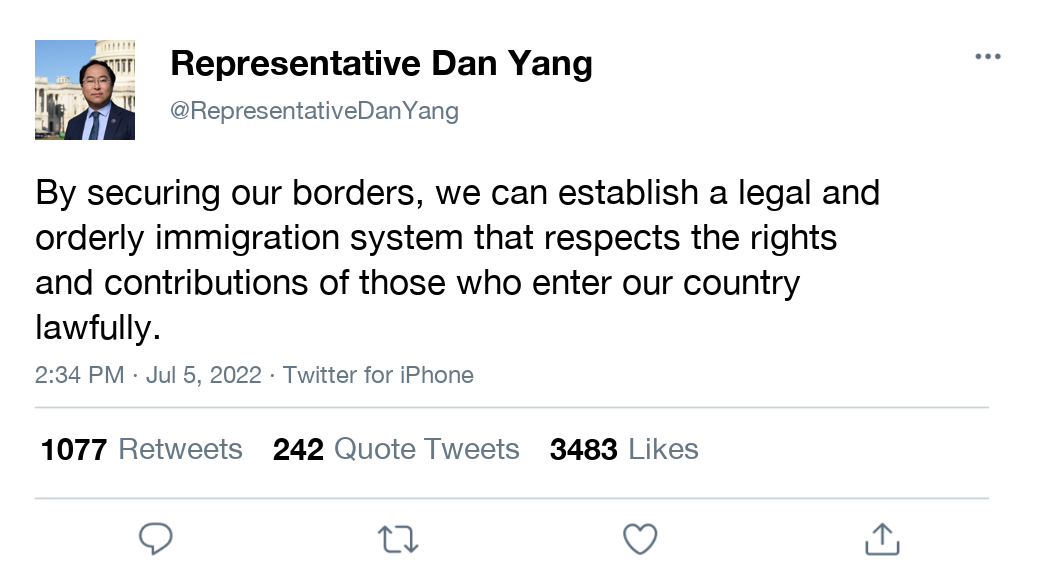 Representative Dan Yang
@RepresentativeDanYang
By securing our borders, we can establish a legal and
orderly immigration system that respects the rights
and contributions of those who enter our country
lawfully.
2:34 PM · Jul 5, 2022 · Twitter for iPhone
1077 Retweets 242 Quote Tweets 3483 Likes